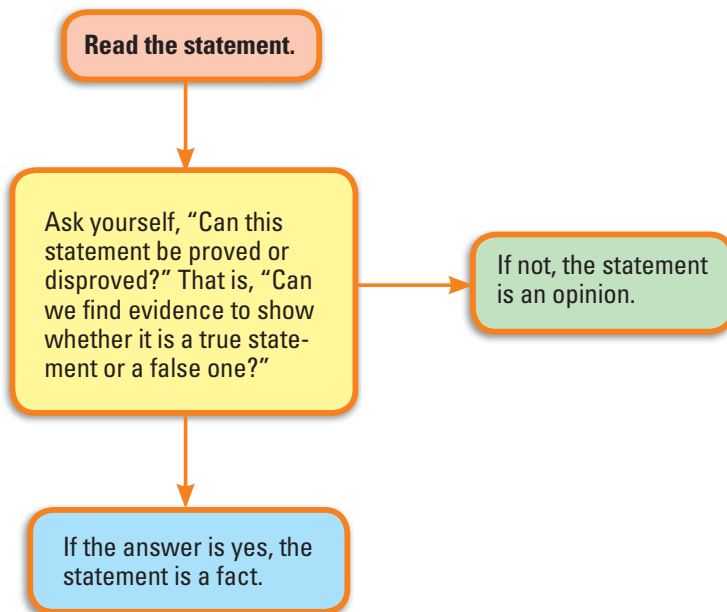 Read the statement.
Ask yourself, “Can this
statement be proved or
disproved?” That is, “Can
we find evidence to show
whether it is a true state-
ment or a false one?”
If not, the statement
is an opinion.
If the answer is yes, the
statement is a fact.